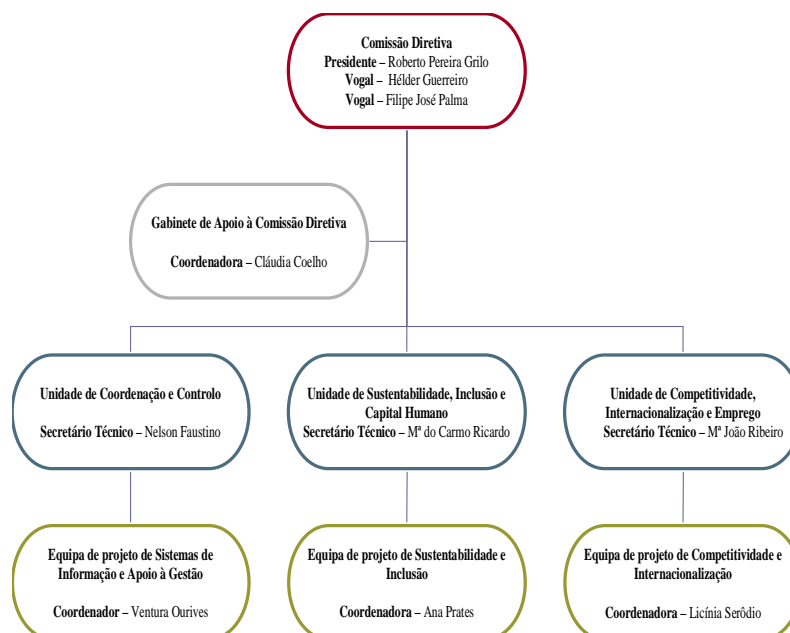 Comissão Diretiva
Presidente – Roberto Pereira Grilo
Vogal – Hélder Guerreiro
Vogal – Filipe José Palma
Gabinete de Apoio à Comissão Diretiva
Coordenadora – Cláudia Coelho
Unidade de Coordenação e Controlo
Secretário Técnico – Nelson Faustino
Unidade de Sustentabilidade, Inclusão e
Capital Humano
Secretário Técnico – Mª do Carmo Ricardo
Unidade de Competitividade,
Internacionalização e Emprego
Secretário Técnico – Mª João Ribeiro
Equipa de projeto de Sistemas de
Informação e Apoio à Gestão
Coordenador – Ventura Ourives
Equipa de projeto de Sustentabilidade e
Inclusão
Coordenadora – Ana Prates
Equipa de projeto de Competitividade e
Internacionalização
Coordenadora – Licínia Serôdio